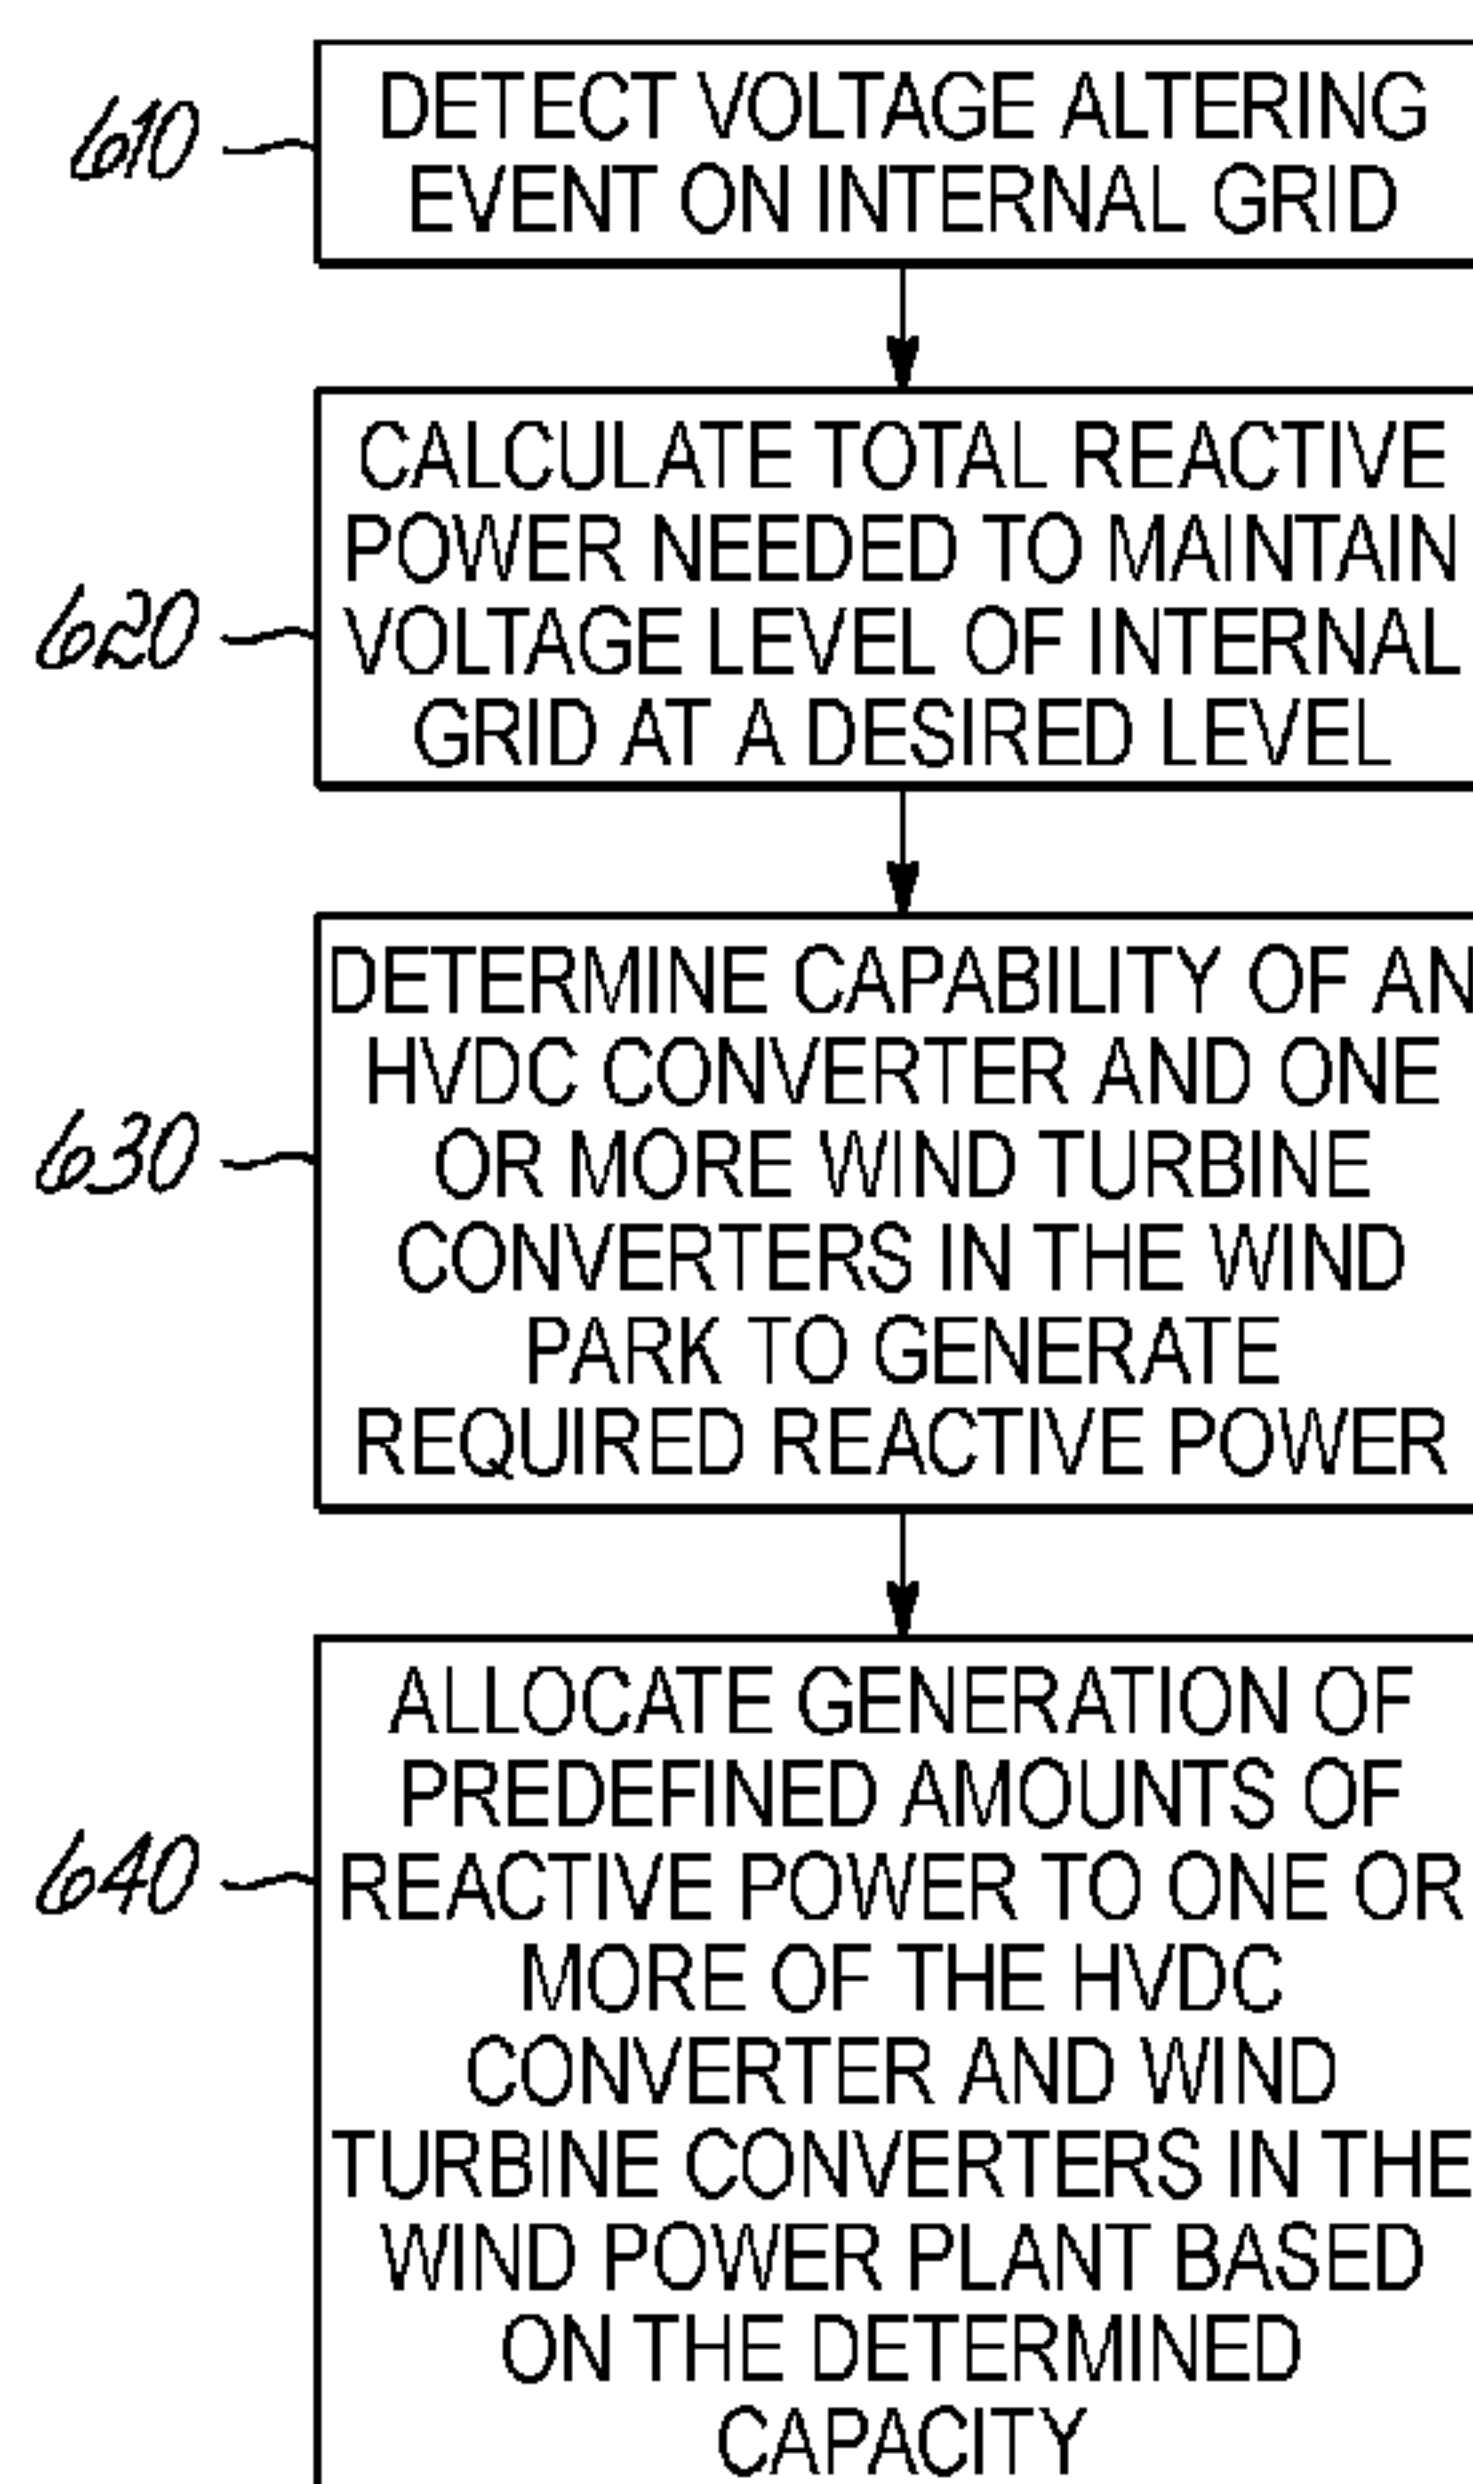 610
DETECT VOLTAGE ALTERING
EVENT ON INTERNAL GRID
620
CALCULATE TOTAL REACTIVE
POWER NEEDED TO MAINTAIN
VOLTAGE LEVEL OF INTERNAL
GRID AT A DESIRED LEVEL
630
DETERMINE CAPABILITY OF AN
HVDC CONVERTER AND ONE
OR MORE WIND TURBINE
CONVERTERS IN THE WIND
PARK TO GENERATE
REQUIRED REACTIVE POWER
640
ALLOCATE GENERATION OF
PREDEFINED AMOUNTS OF
REACTIVE POWER TO ONE OR
MORE OF THE HVDC
CONVERTER AND WIND
TURBINE CONVERTERS IN THE
WIND POWER PLANT BASED
ON THE DETERMINED
CAPACITY